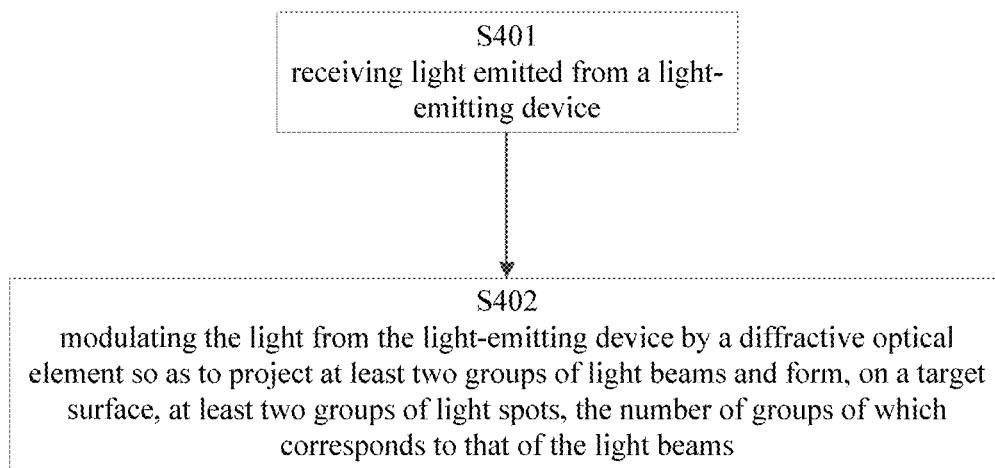 S401
receiving light emitted from a light-
emitting device
S402
modulating the light from the light-emitting device by a diffractive optical
element so as to project at least two groups of light beams and form, on a target
surface, at least two groups of light spots, the number of groups of which
corresponds to that of the light beams